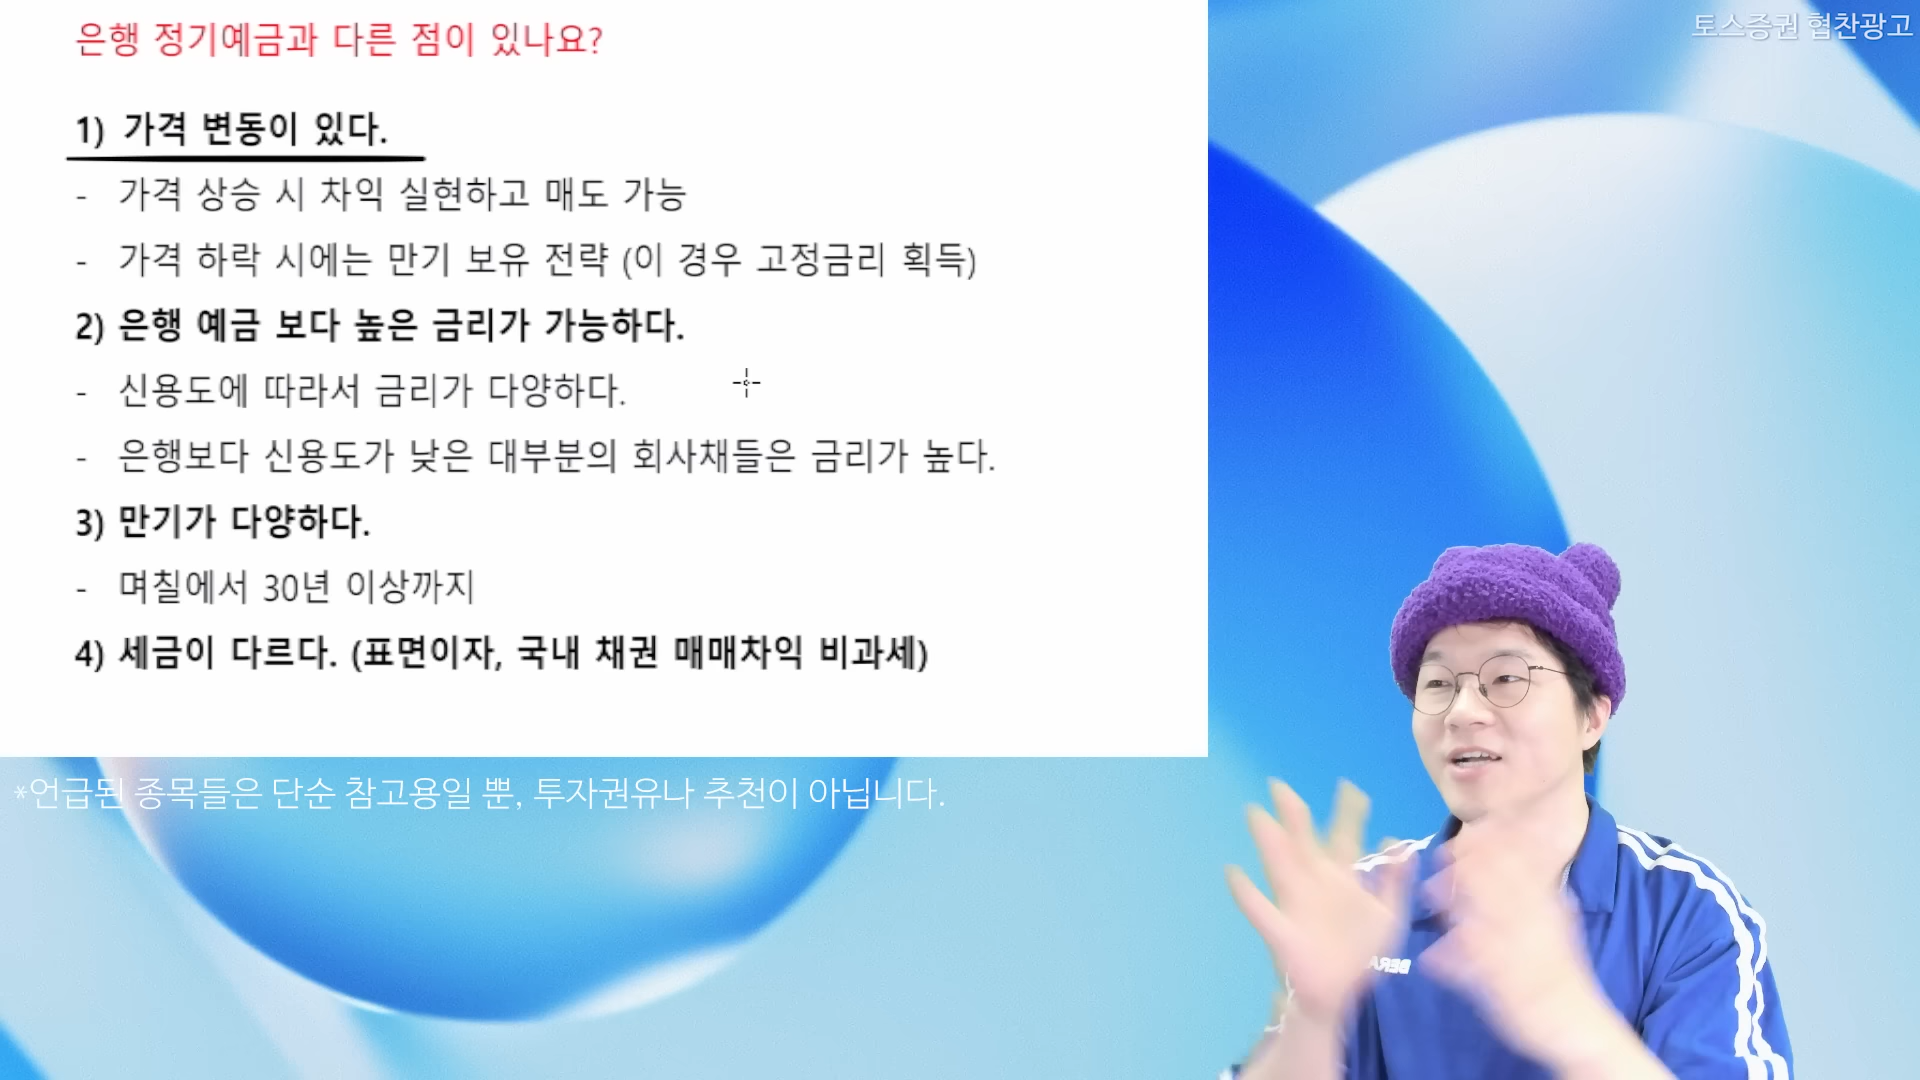 은행 정기예금과 다른 점이 있나요?
토스증권 협찬광고
1) 가격 변동이 있다.
- 가격 상승 시 차익 실현하고 매도 가능
- 가격 하락 시에는 만기 보유 전략 (이 경우 고정금리 획득)
2) 은행 예금 보다 높은 금리가 가능하다.
- 신용도에 따라서 금리가 다양하다.
- 은행보다 신용도가 낮은 대부분의 회사채들은 금리가 높다.
3) 만기가 다양하다.
- 며칠에서 30년 이상까지
4) 세금이 다르다. (표면이자, 국내 채권 매매차익 비과세)
*언급된 종목들은 단순 참고용일 뿐, 투자권유나 추천이 아닙니다.